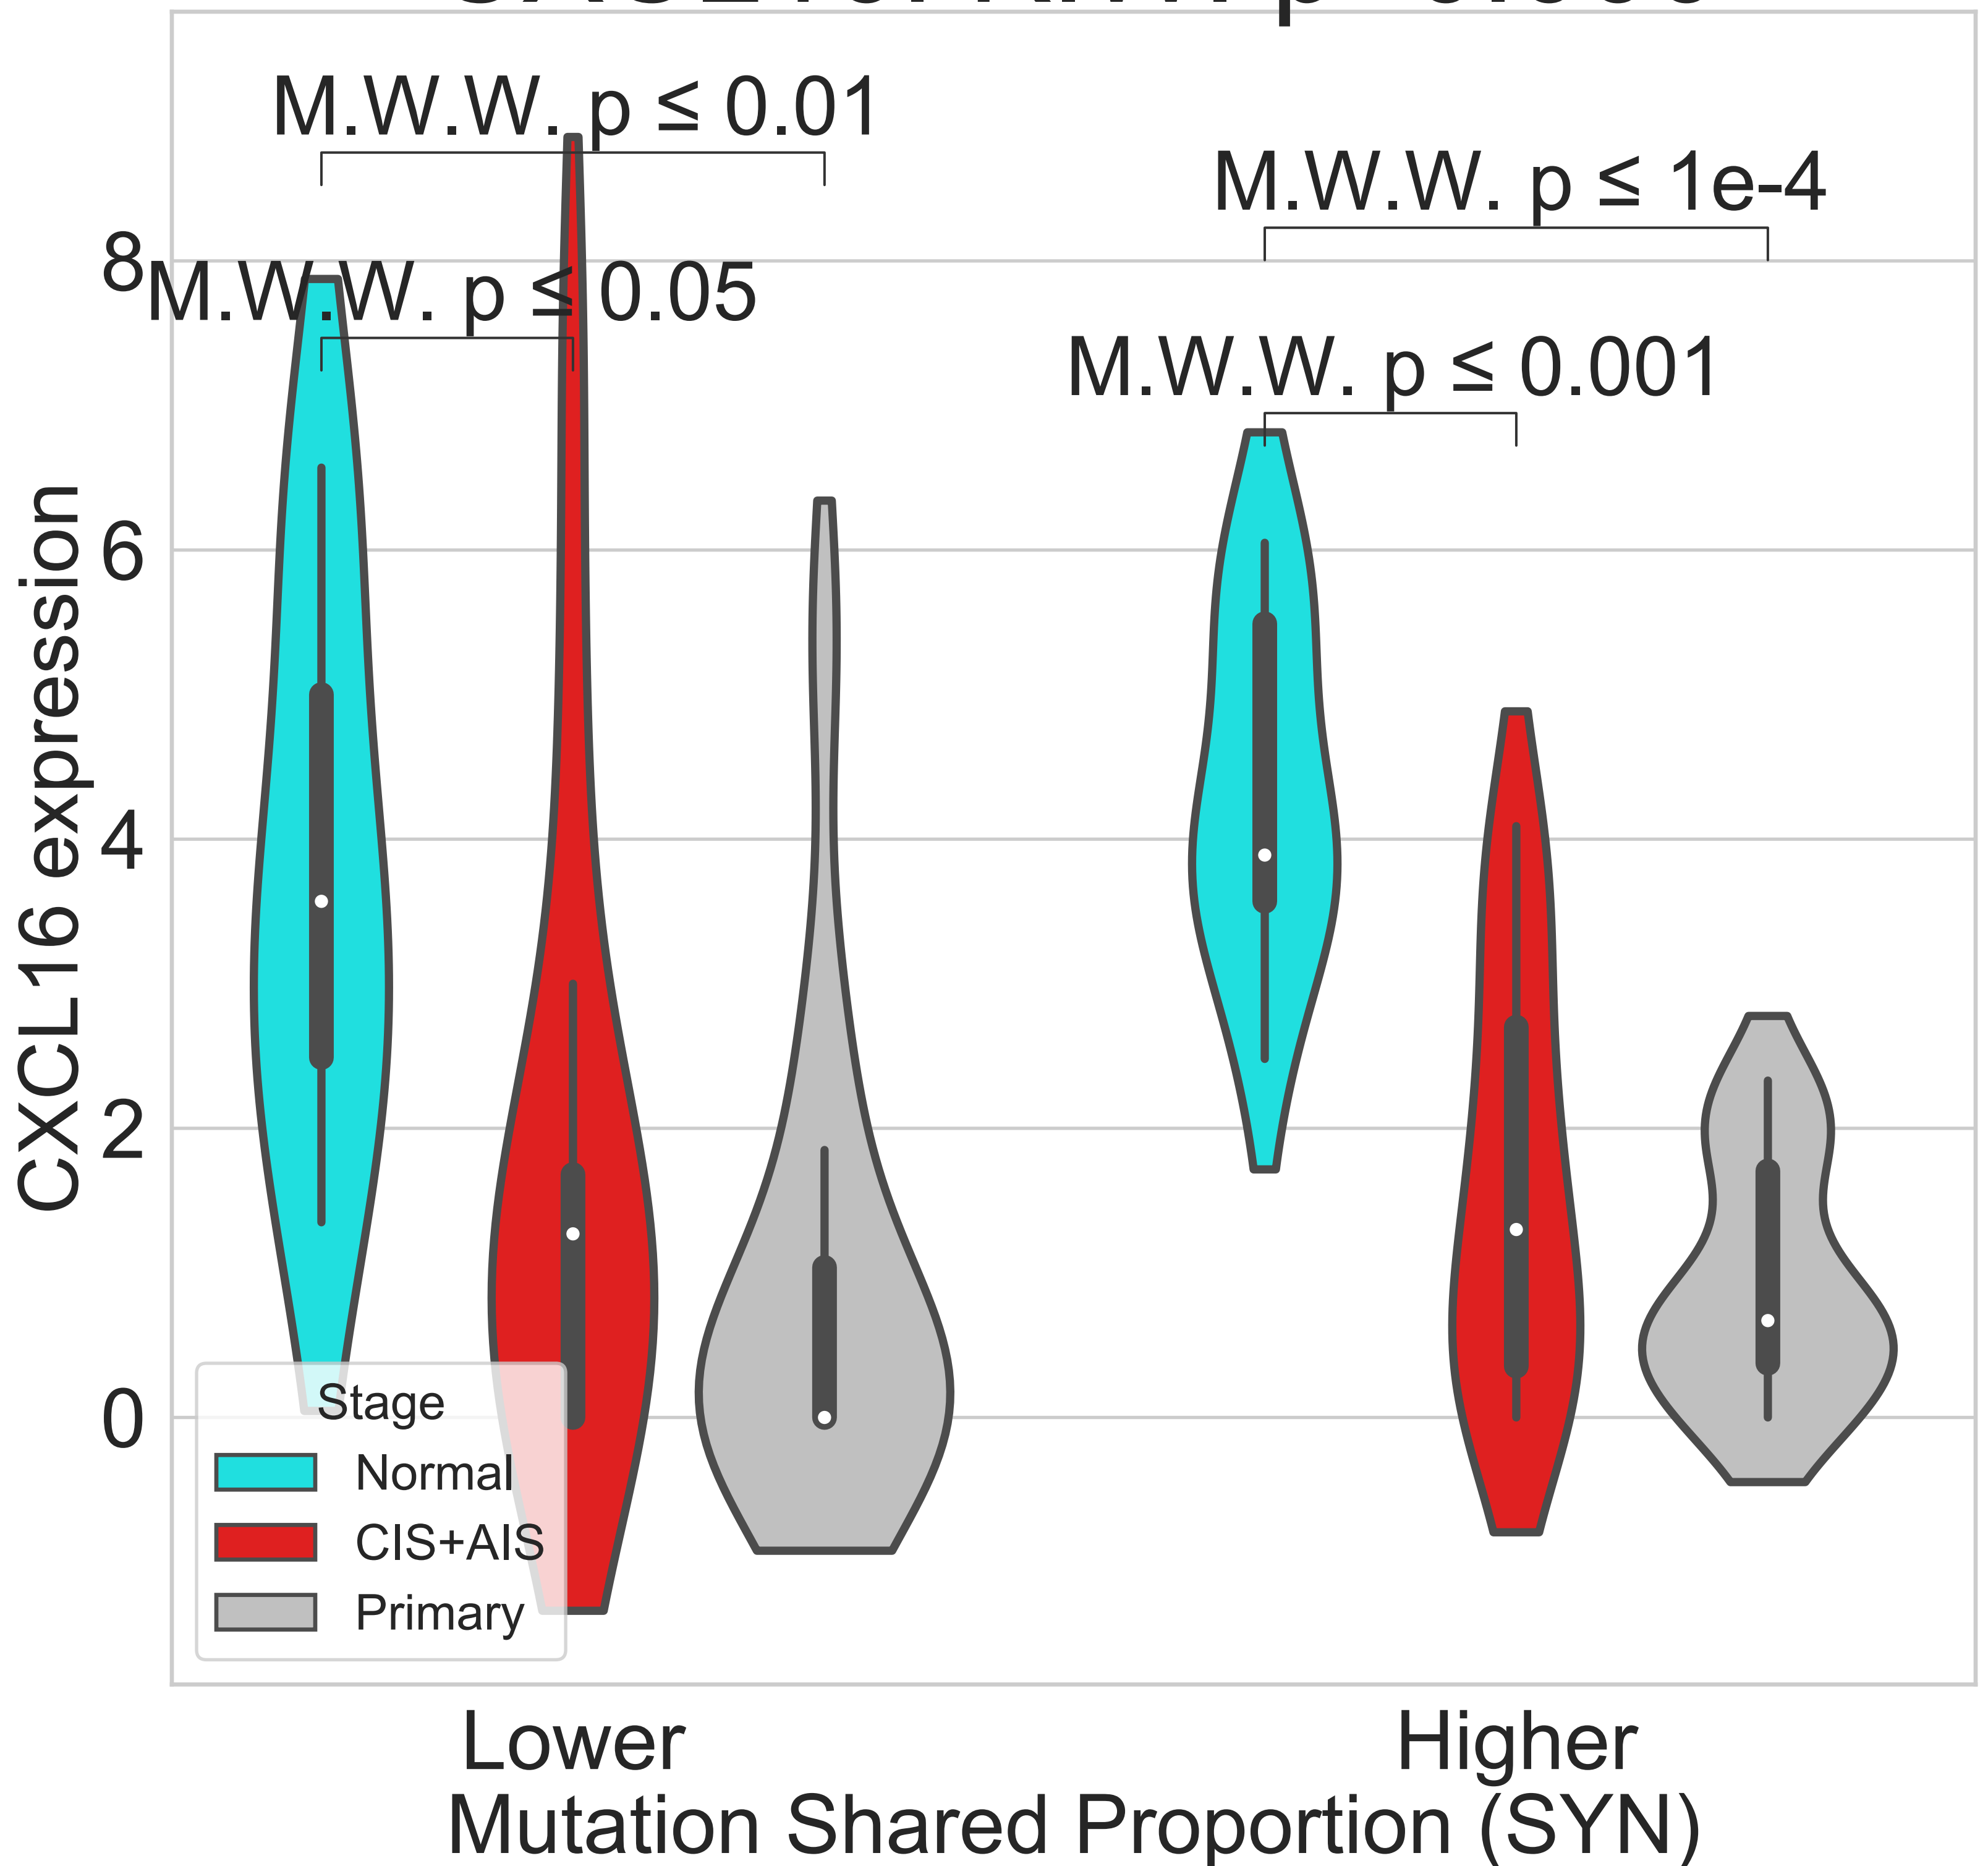 M.W.W. p ≤ 0.01
M.W.W. p ≤ 1e-4
M.W.W. p ≤ 0.05
M.W.W. p ≤ 0.001
8
6
4
2
0
CXCL16 expression
Stage
Normal
CIS+AIS
Primary
Lower
Higher
Mutation Shared Proportion (SYN)